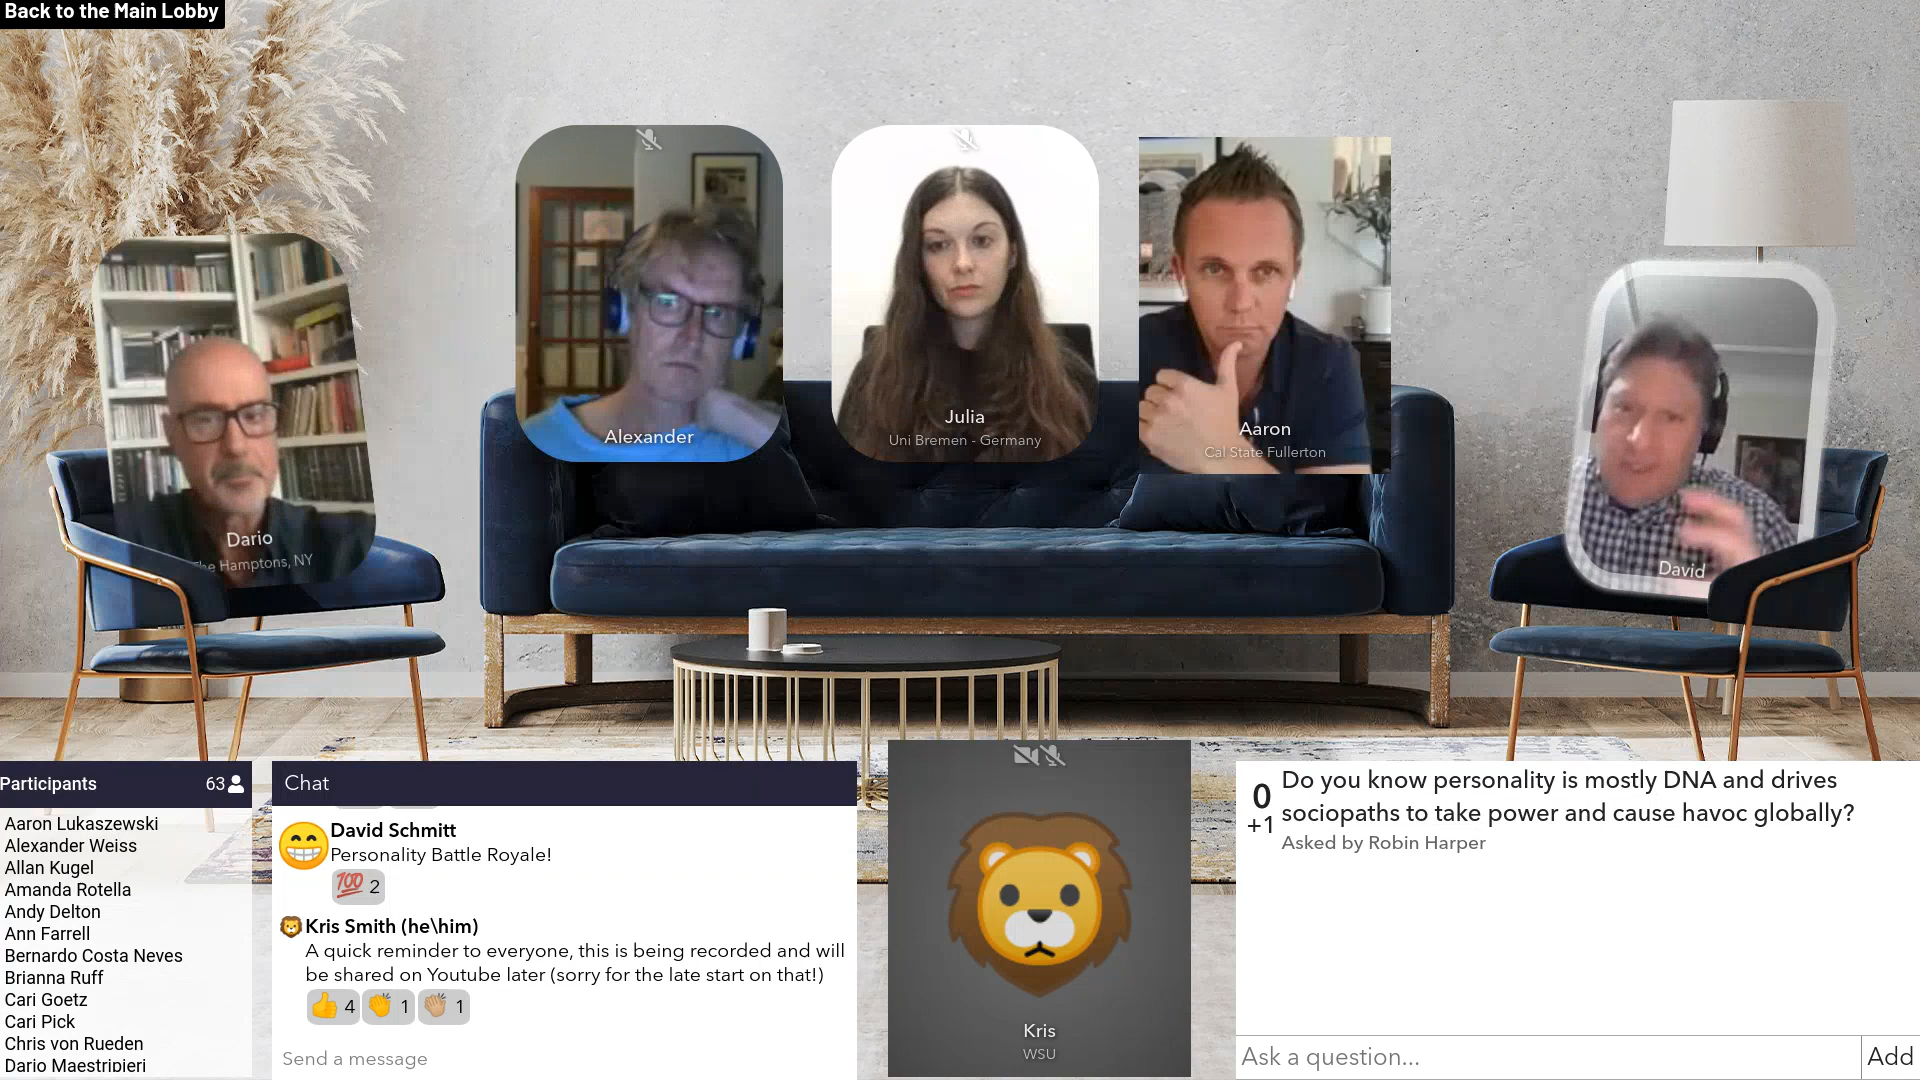 Back to the Main Lobby
Alexander
Julia
Uni Bremen - Germany
Aaron
Cal State Fullerton
Dario
The Hamptons, NY
David
Participants 63
Aaron Lukaszewski
Alexander Weiss
Allan Kugel
Amanda Rotella
Andy Delton
Ann Farrell
Bernardo Costa Neves
Brianna Ruff
Cari Goetz
Cari Pick
Chris von Rueden
Dario Maestripieri
Chat
David Schmitt
Personality Battle Royale!
100 2
Kris Smith (he\him)
A quick reminder to everyone, this is being recorded and will
be shared on Youtube later (sorry for the late start on that!)
4 1 1
Send a message
Kris
WSU
0
+1
Do you know personality is mostly DNA and drives
sociopaths to take power and cause havoc globally?
Asked by Robin Harper
Ask a question...
Add